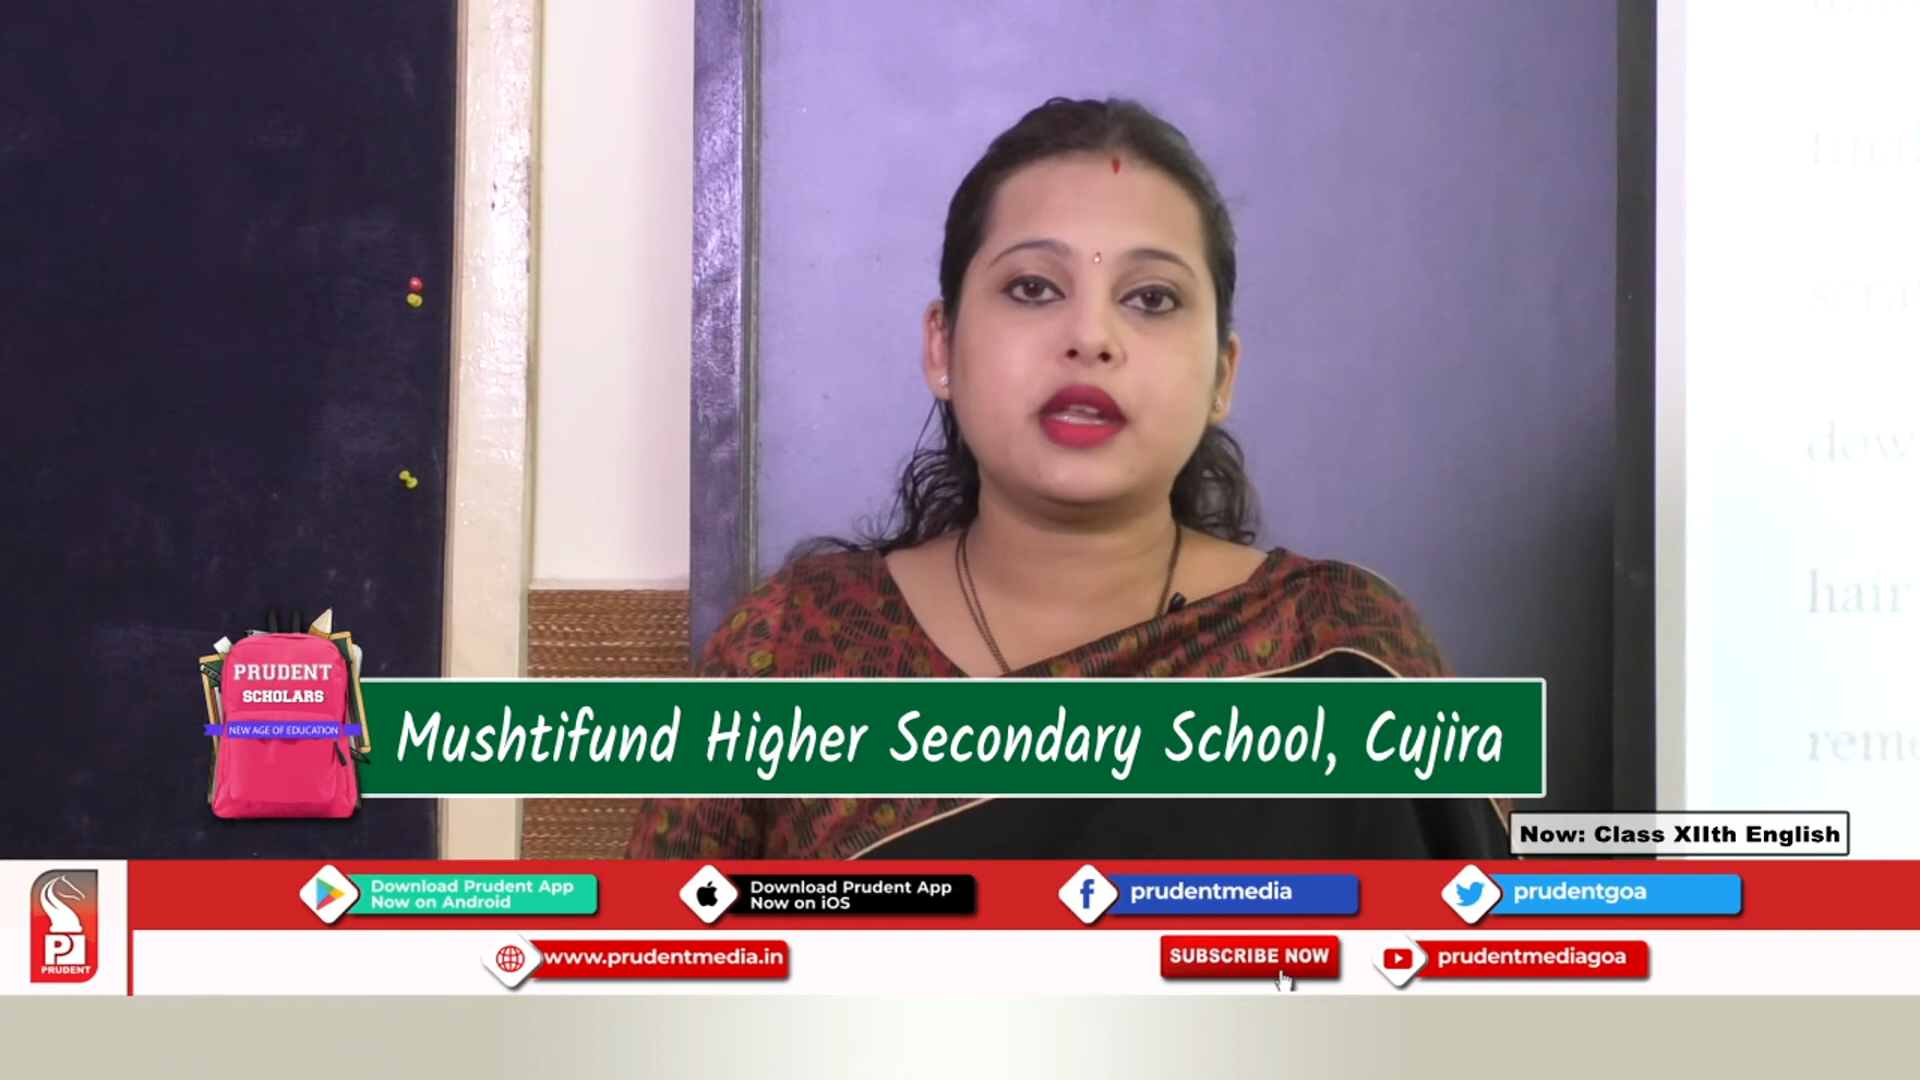 hair
PRUDENT
SCHOLARS
NEW AGE OF EDUCATION
Mushtifund Higher Secondary School, Cujira
Now: Class XIIth English
Download Prudent App
Now on Android
Download Prudent App
Now on iOS
prudentmedia
prudentgoa
PRUDENT
www.prudentmedia.in
SUBSCRIBE NOW
prudentmediagoa